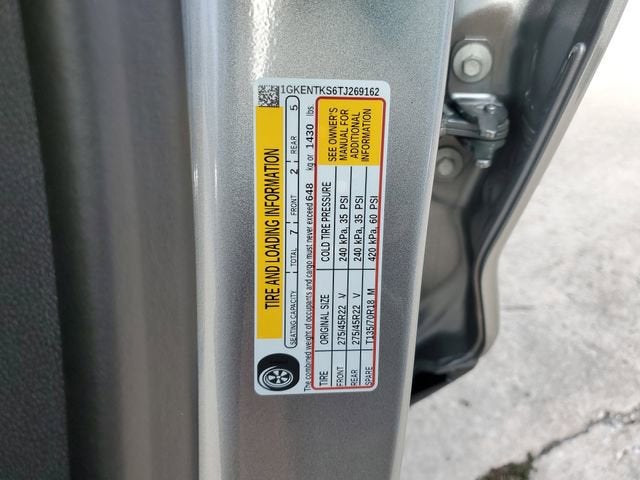 1GKENTKS6TJ269162
TIRE AND LOADING INFORMATION
SEATING CAPACITY TOTAL 7 FRONT 2 REAR 5
The combined weight of occupants and cargo must never exceed 648 kg or 1430 lbs.
TIRE ORIGINAL SIZE COLD TIRE PRESSURE
FRONT 275/45R22 V 240 kPa, 35 PSI
REAR 275/45R22 V 240 kPa, 35 PSI
SPARE T135/70R18 M 420 kPa, 60 PSI
SEE OWNER'S
MANUAL FOR
ADDITIONAL
INFORMATION